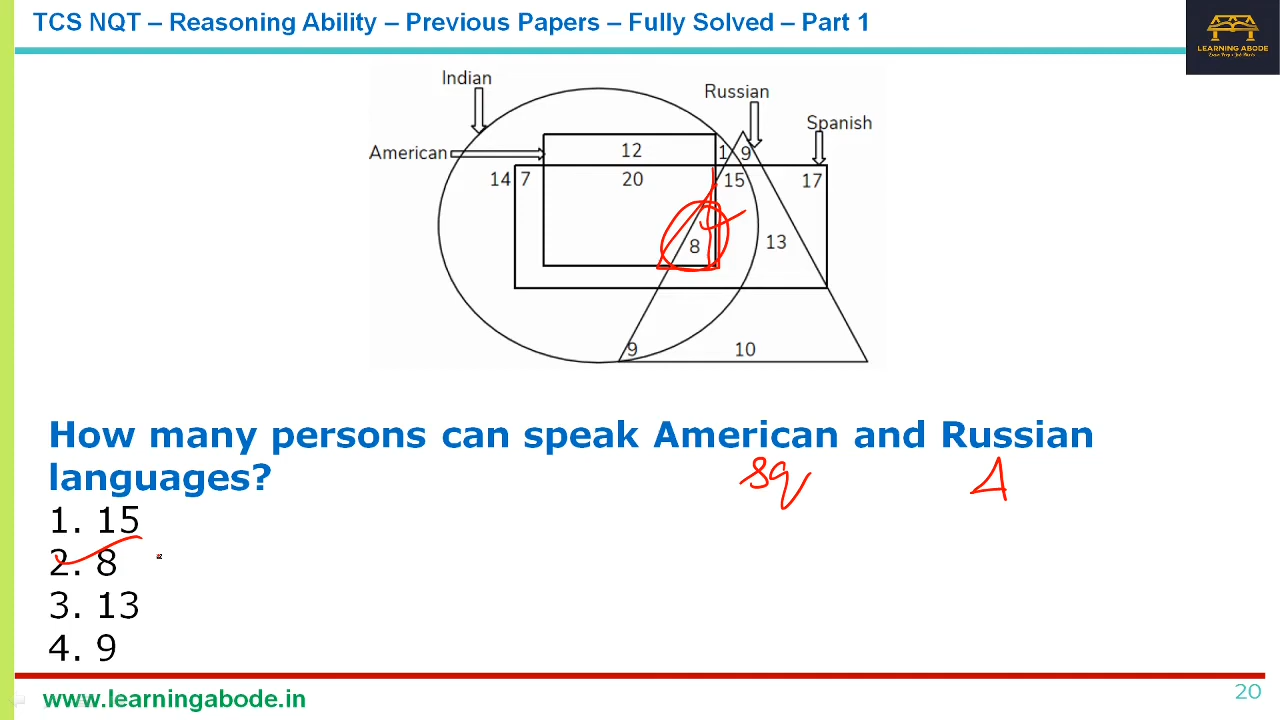 TCS NQT – Reasoning Ability – Previous Papers – Fully Solved – Part 1
LEARNING ABODE
Indian
Russian
Spanish
American
12
1
9
14
7
20
15
17
8
13
9
10
How many persons can speak American and Russian
languages?
sq
1. 15
2. 8
3. 13
4. 9
www.learningabode.in
20